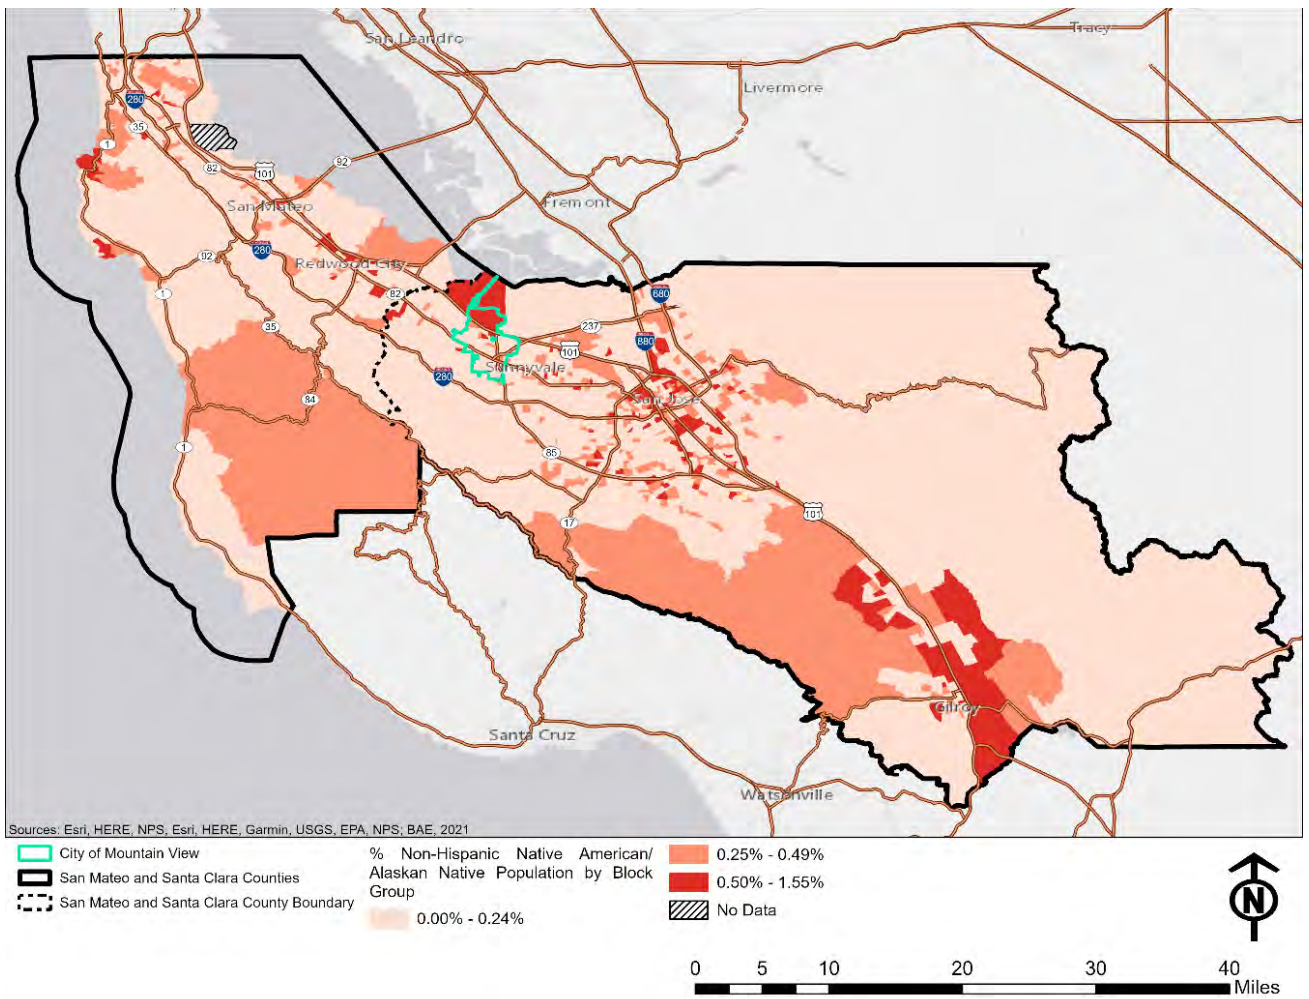 Tracy
San Leandro
Livermore
280
35
1
82
101
92
San Mateo
Fremont
92
280
Redwood City
1
82
680
35
237
880
101
Sunnyvale
280
San Jose
84
1
85
101
17
Gilroy
Santa Cruz
Watsonville
Sources: Esri, HERE, NPS, Esri, HERE, Garmin, USGS, EPA, NPS; BAE, 2021
City of Mountain View
San Mateo and Santa Clara Counties
San Mateo and Santa Clara County Boundary
% Non-Hispanic Native American/
Alaskan Native Population by Block
Group
0.00% - 0.24%
0.25% - 0.49%
0.50% - 1.55%
No Data
N
0 5 10 20 30 40
Miles